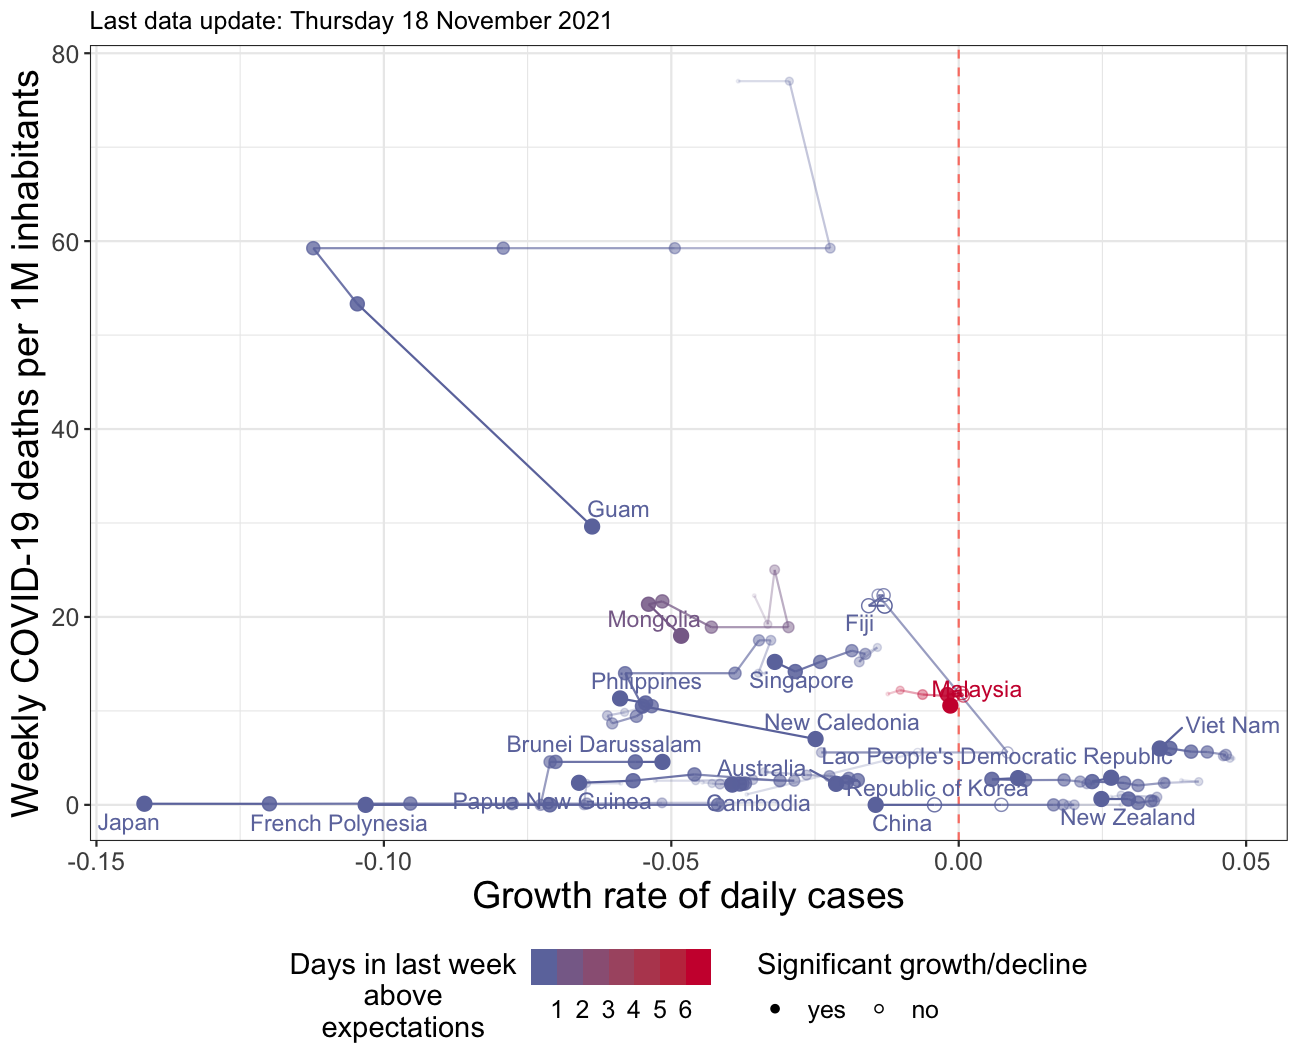 Last data update: Thursday 18 November 2021
Weekly COVID-19 deaths per 1M inhabitants
80
60
40
20
0
Guam
Mongolia
Fiji
Philippines
Singapore
Malaysia
New Caledonia
Viet Nam
Brunei Darussalam
Lao People's Democratic Republic
Australia
Republic of Korea
Papua New Guinea
Cambodia
Japan
French Polynesia
China
New Zealand
-0.15
-0.10
-0.05
0.00
0.05
Growth rate of daily cases
Days in last week
above
expectations
1 2 3 4 5 6
Significant growth/decline
yes
no